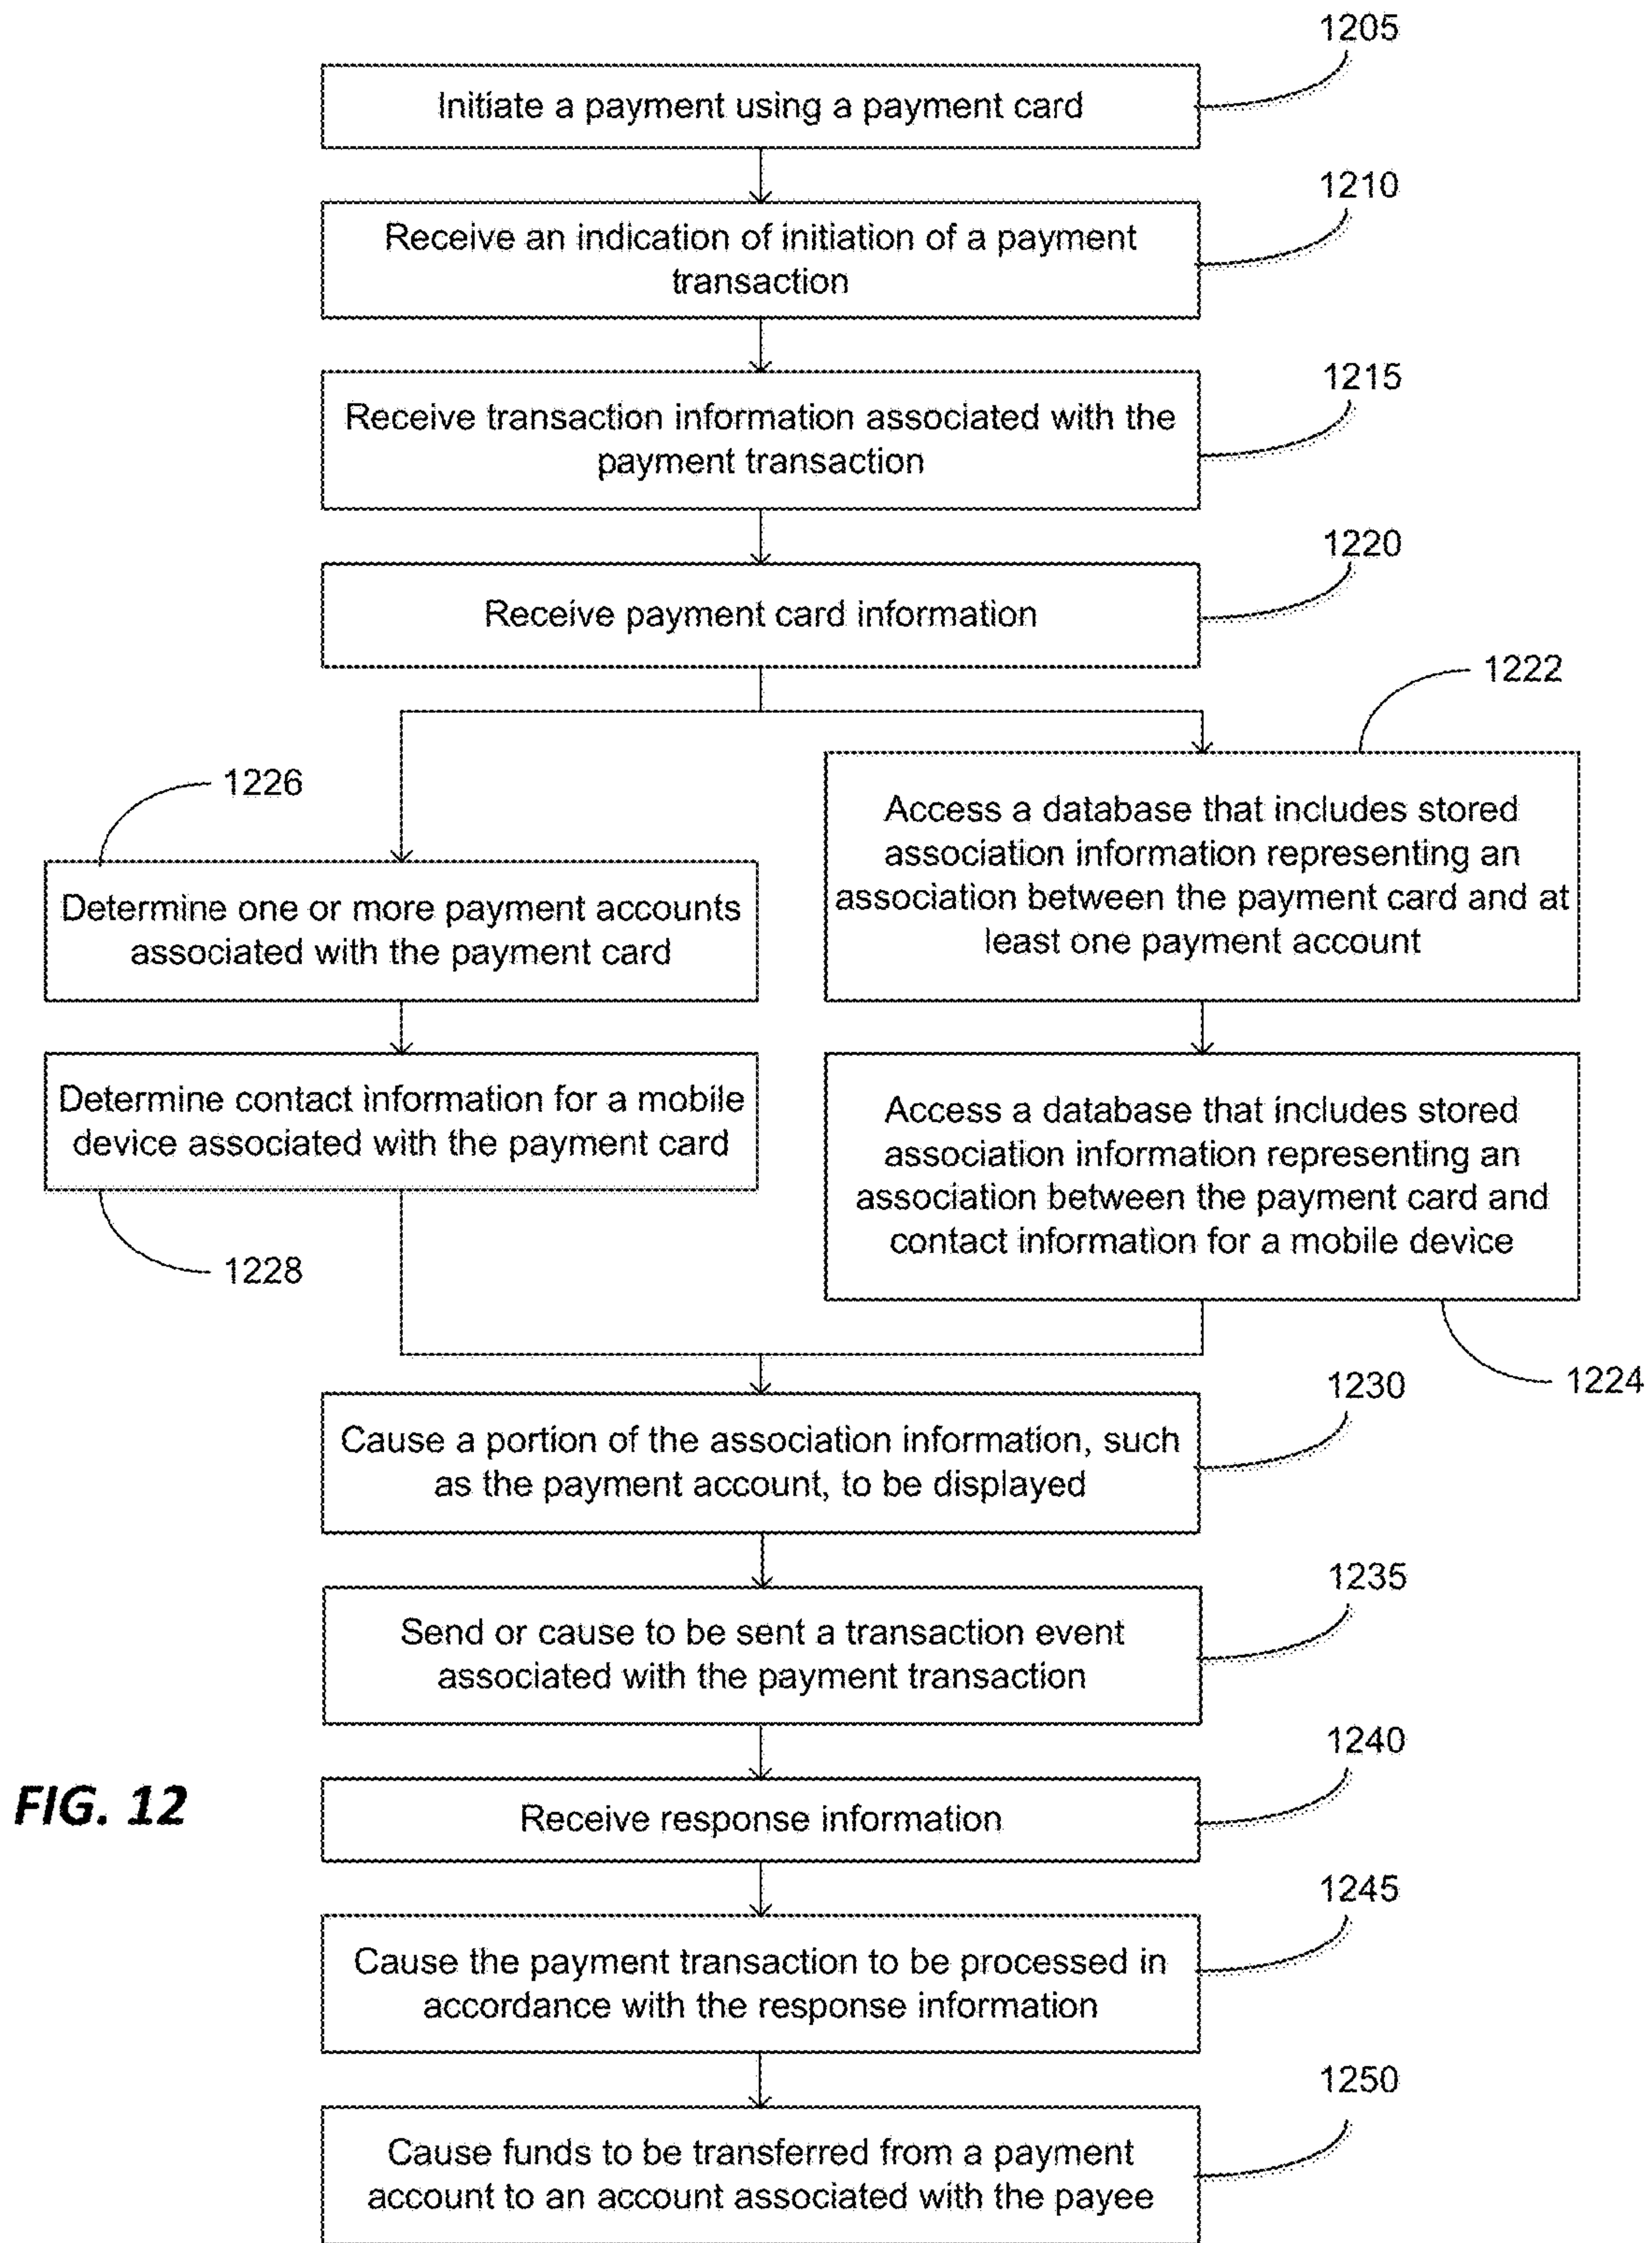 1205
Initiate a payment using a payment card
1210
Receive an indication of initiation of a payment
transaction
1215
Receive transaction information associated with the
payment transaction
1220
Receive payment card information
1222
1226
Access a database that includes stored
association information representing an
association between the payment card and at
least one payment account
Determine one or more payment accounts
associated with the payment card
Determine contact information for a mobile
device associated with the payment card
1228
Access a database that includes stored
association information representing an
association between the payment card and
contact information for a mobile device
1224
1230
Cause a portion of the association information, such
as the payment account, to be displayed
1235
Send or cause to be sent a transaction event
associated with the payment transaction
1240
FIG. 12
Receive response information
1245
Cause the payment transaction to be processed in
accordance with the response information
1250
Cause funds to be transferred from a payment
account to an account associated with the payee